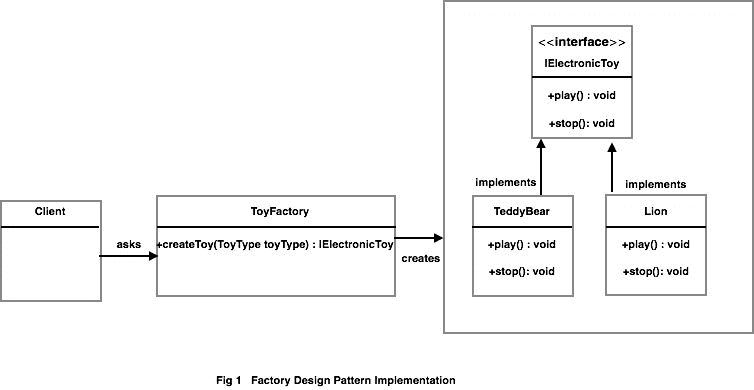 <<interface>>
IElectronicToy
+play() : void
+stop(): void
implements
implements
Client
ToyFactory
TeddyBear
Lion
asks
+createToy(ToyType toyType) : IElectronicToy
creates
+play() : void
+stop(): void
+play() : void
+stop(): void
Fig 1 Factory Design Pattern Implementation